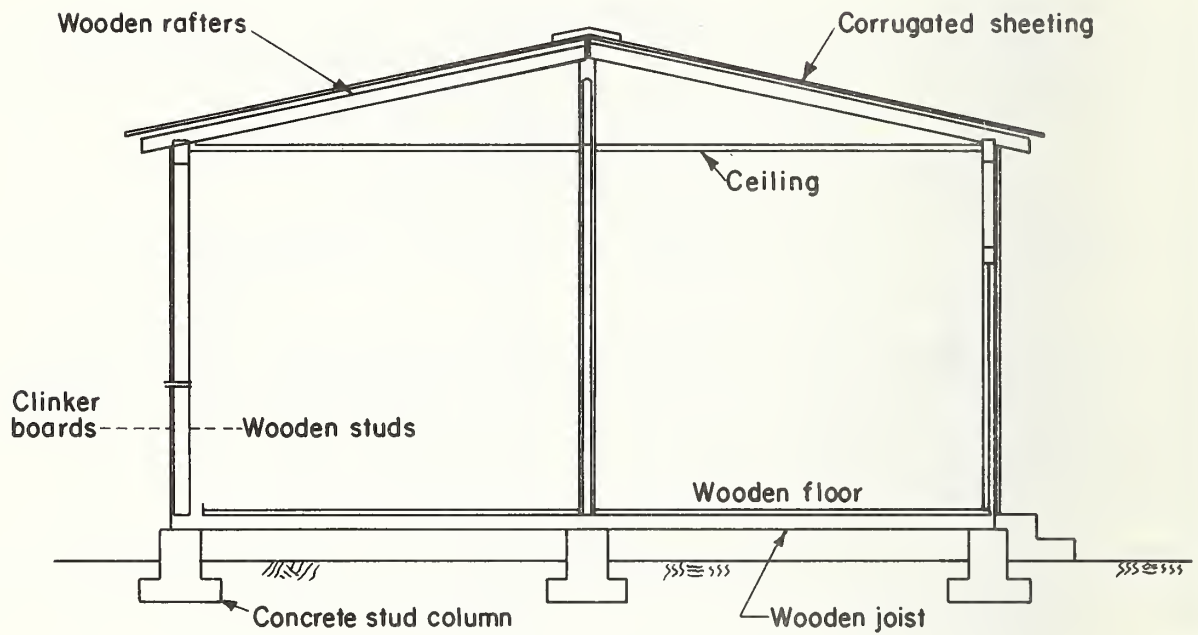 Wooden rafters
Corrugated sheeting
Ceiling
Clinker
boards
Wooden studs
Wooden floor
Concrete stud column
Wooden joist